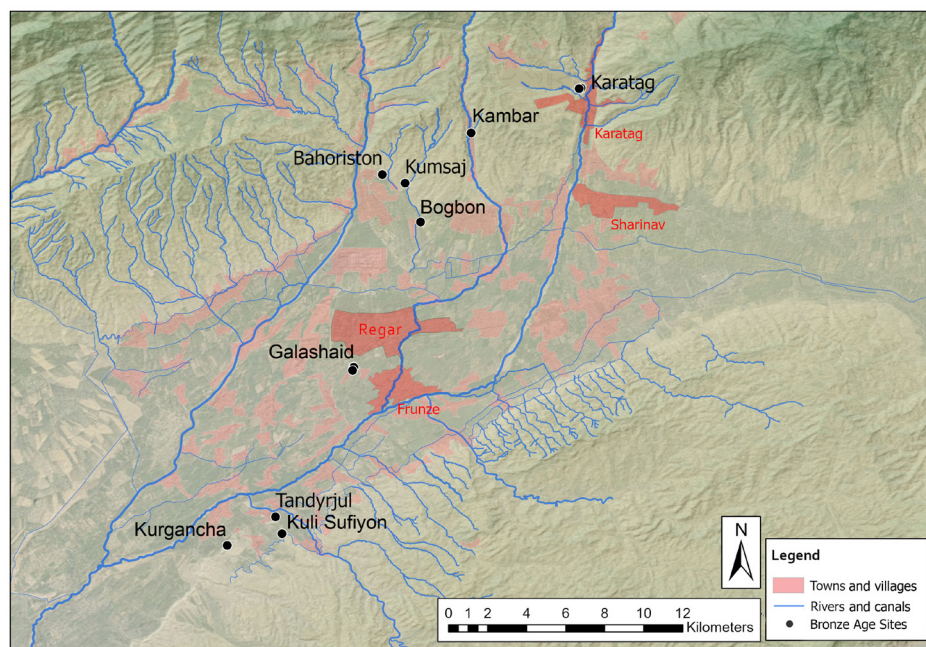 Karatag
Kambar
Karatag
Bahoriston
Kumsaj
Bogbon
Sharinav
Regar
Galashaid
Frunze
Tandyrjul
Kuli Sufiyon
Kurgancha
N
0 1 2 4 6 8 10 12
Kilometers
Legend
Towns and villages
Rivers and canals
Bronze Age Sites